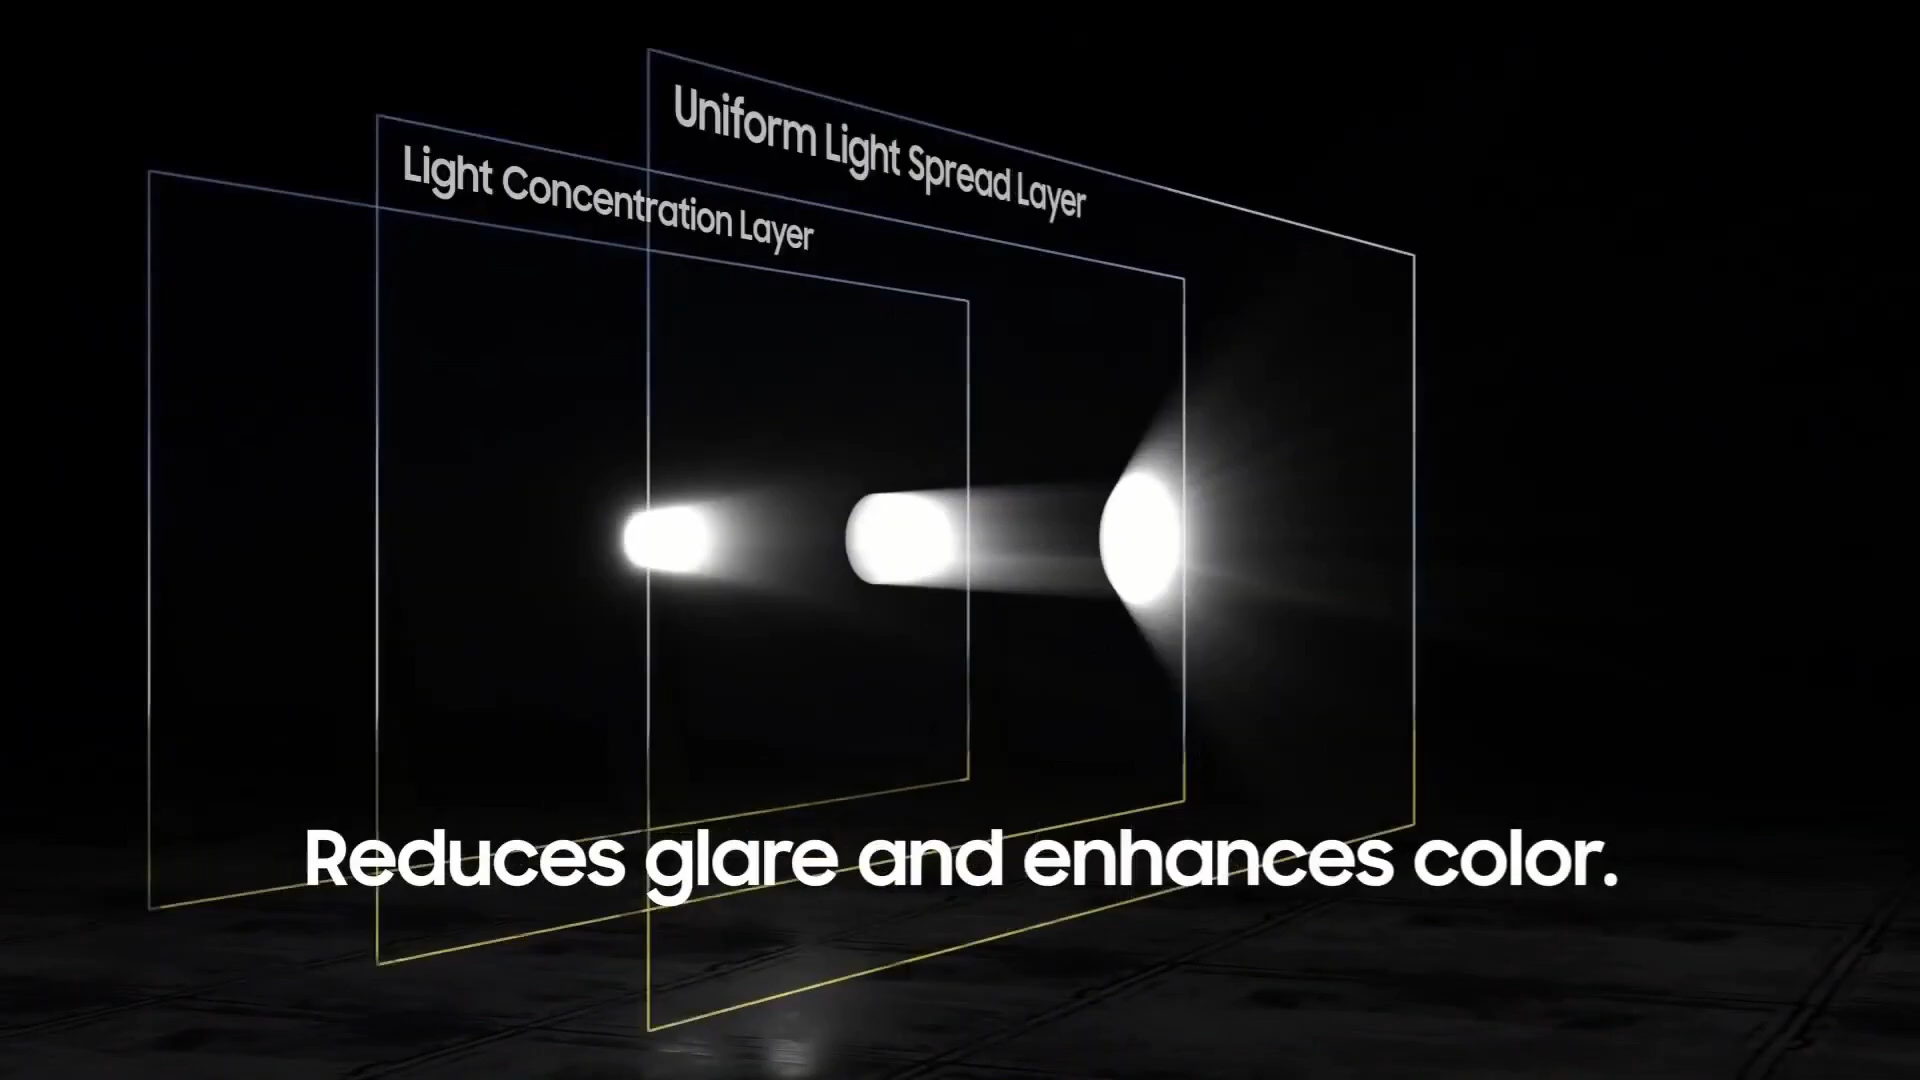 Uniform Light Spread Layer
Light Concentration Layer
Reduces glare and enhances color.